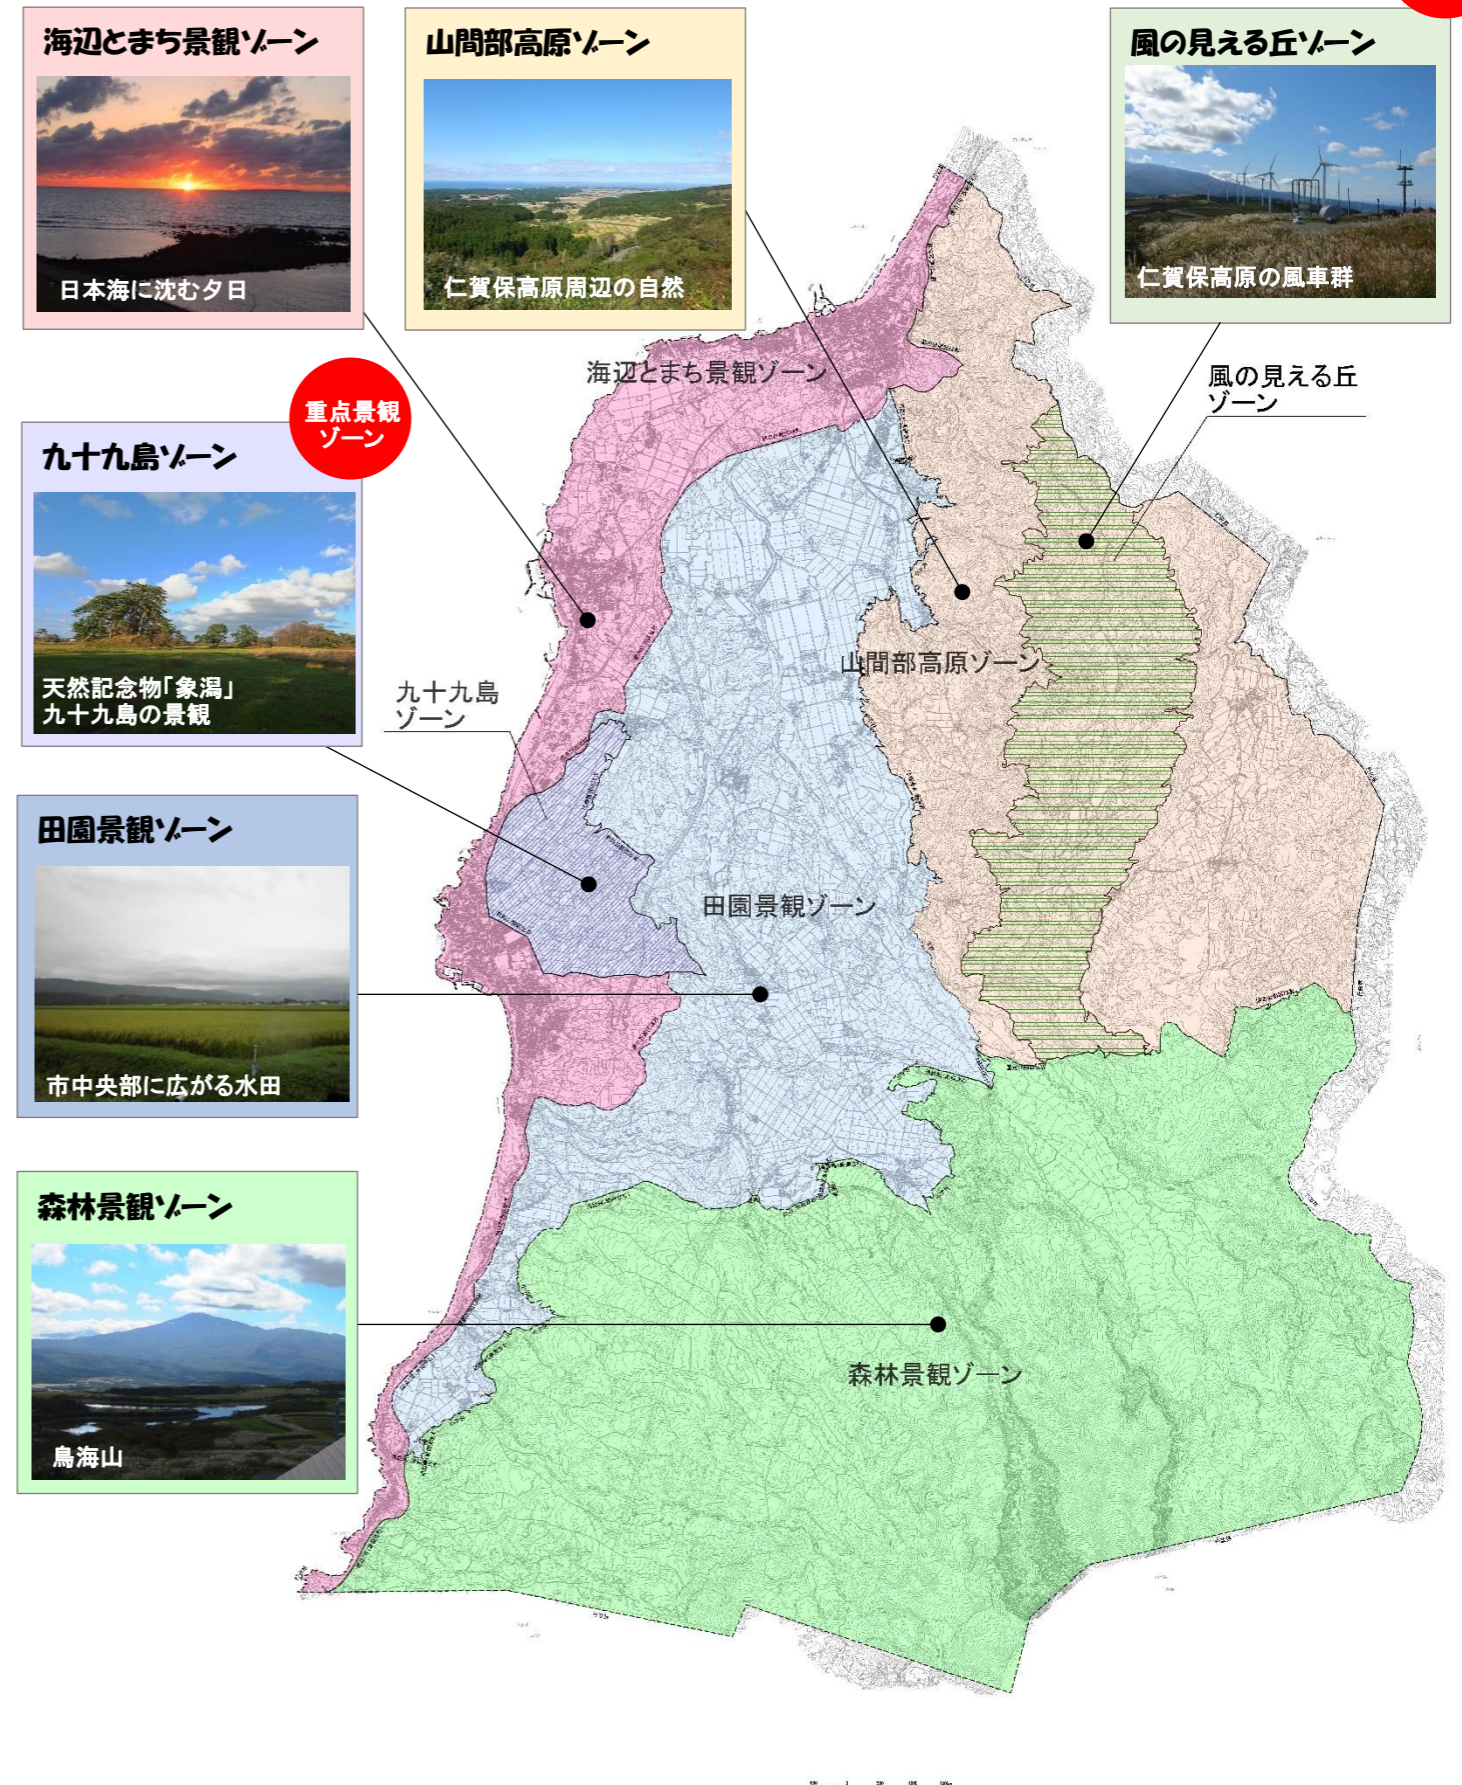 海辺とまち景観ゾーン
日本海に沈む夕日
山間部高原ゾーン
仁賀保高原周辺の自然
風の見える丘ゾーン
仁賀保高原の風車群
重点景観
ゾーン
九十九島ゾーン
天然記念物「象潟」
九十九島の景観
田園景観ゾーン
市中央部に広がる水田
森林景観ゾーン
鳥海山
海辺とまち景観ゾーン
風の見える丘
ゾーン
山間部高原ゾーン
九十九島
ゾーン
田園景観ゾーン
森林景観ゾーン